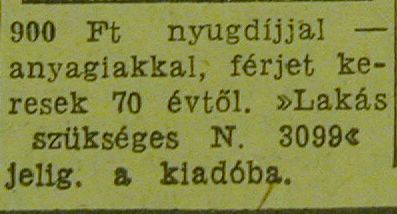 900 Ft nyugdíjjal —
anyagiakkal, férjet ke-
resek 70 évtől. »Lakás
szükséges N. 3099«
jelig. a kiadóba.